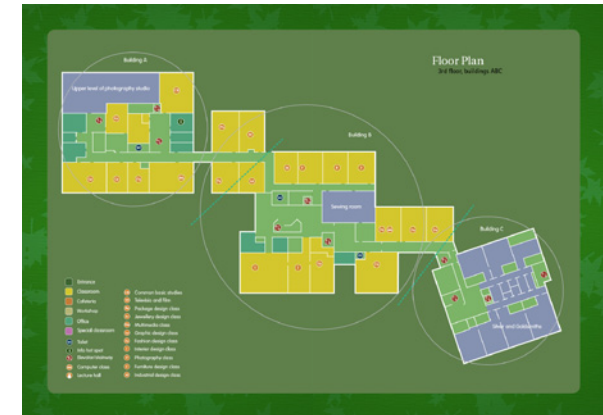 Floor Plan
3rd floor, buildings ABC
Building A
Upper level of photography studio
Building B
Sewing room
Building C
Silver and Goldsmiths
Entrance
Classroom
Cafeteria
Workshop
Office
Special classroom
Toilet
Info hot spot
Elevator/stairway
Computer class
Lecture hall
Common basic studies
Television and film
Package design class
Jewellery design class
Multimedia class
Graphic design class
Fashion design class
Interior design class
Photography class
Furniture design class
Industrial design class